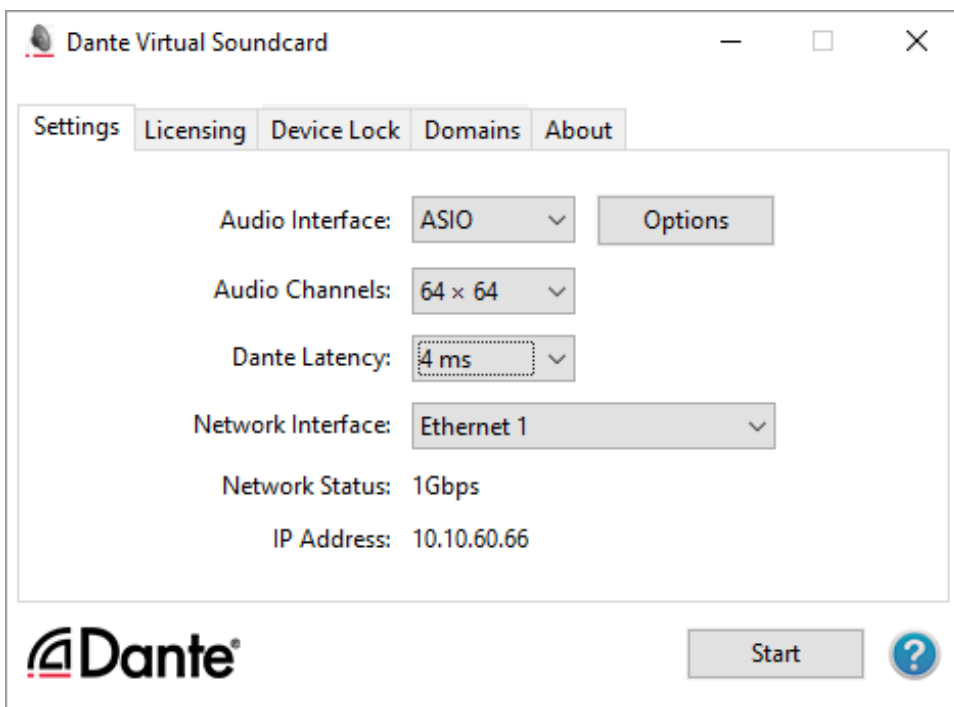 Dante Virtual Soundcard
Settings Licensing Device Lock Domains About
Audio Interface: ASIO Options
Audio Channels: 64 × 64
Dante Latency: 4 ms
Network Interface: Ethernet 1
Network Status: 1Gbps
IP Address: 10.10.60.66
Dante® Start ?